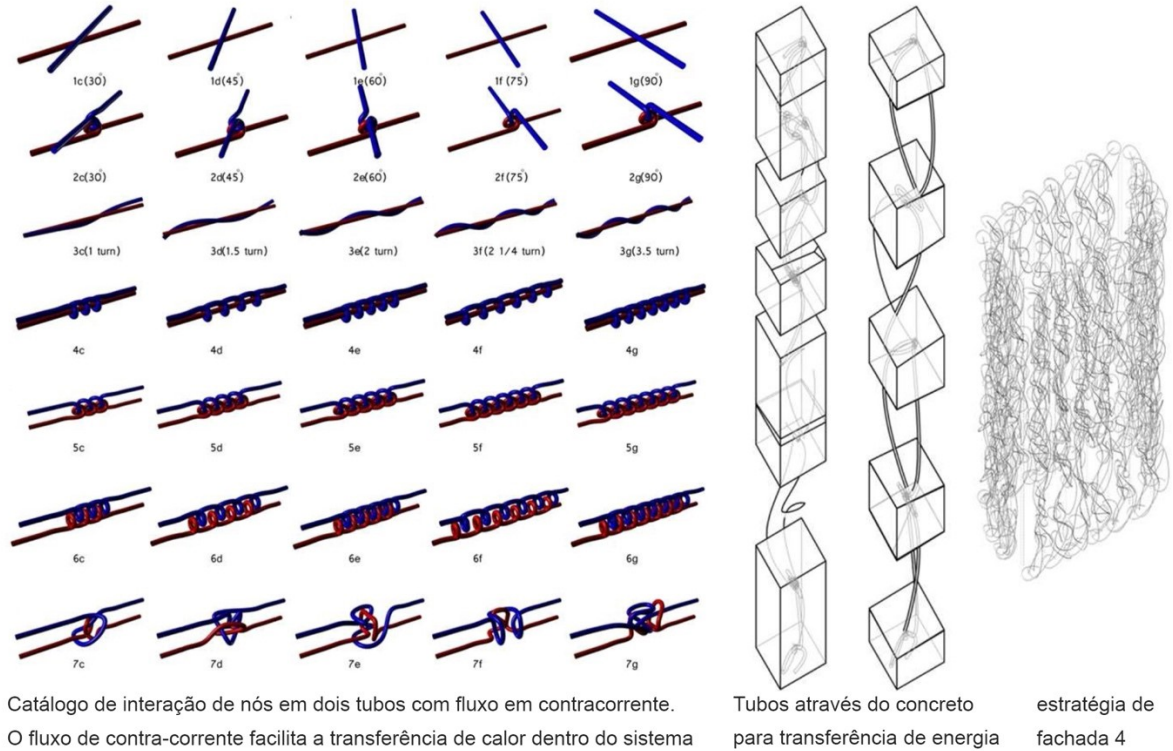 1c(30°) 1d(45°) 1e(60°) 1f (75°) 1g(90°)
2c(30°) 2d(45°) 2e(60°) 2f(75°) 2g(90°)
3c(1 turn) 3d(1.5 turn) 3e(2 turn) 3f(2 1/4 turn) 3g(3.5 turn)
4c 4d 4e 4f 4g
5c 5d 5e 5f 5g
6c 6d 6e 6f 6g
7c 7d 7e 7f 7g
Catálogo de interação de nós em dois tubos com fluxo em contracorrente.
O fluxo de contra-corrente facilita a transferência de calor dentro do sistema
Tubos através do concreto
para transferência de energia
estratégia de
fachada 4